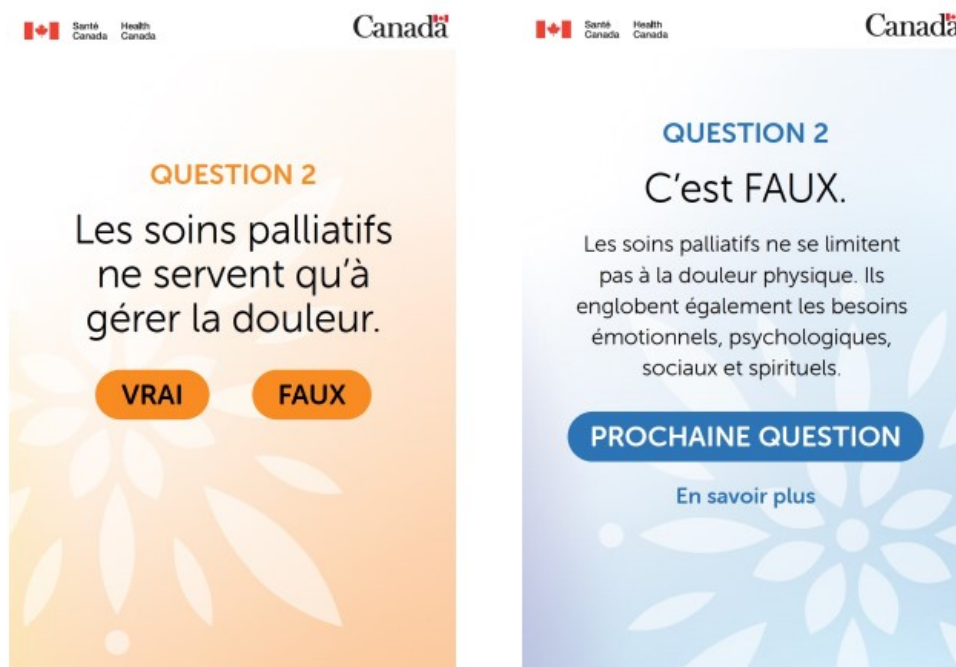 Santé Canada Health Canada
Canada
QUESTION 2
Les soins palliatifs
ne servent qu'à
gérer la douleur.
VRAI FAUX
Santé Canada Health Canada
Canada
QUESTION 2
C'est FAUX.
Les soins palliatifs ne se limitent
pas à la douleur physique. Ils
englobent également les besoins
émotionnels, psychologiques,
sociaux et spirituels.
PROCHAINE QUESTION
En savoir plus